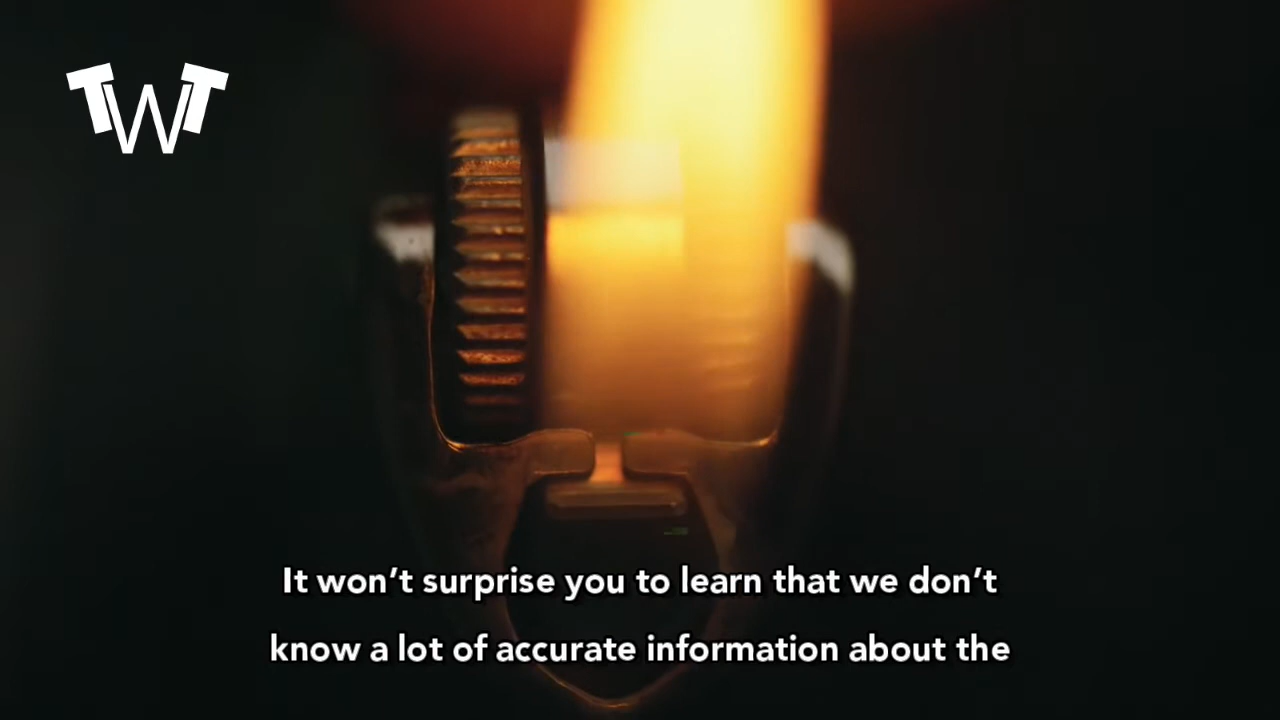 TWT
It won’t surprise you to learn that we don’t
know a lot of accurate information about the